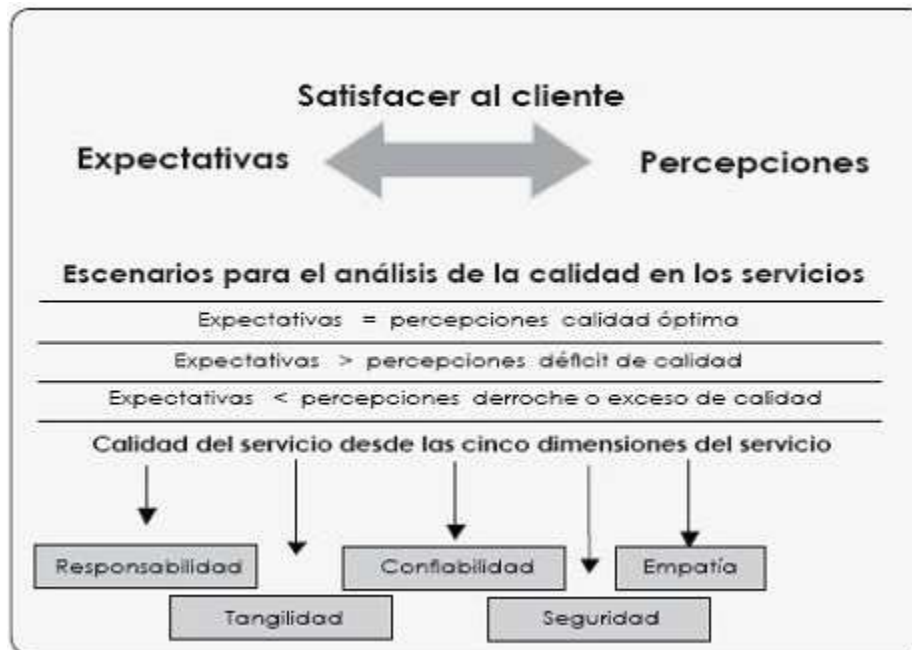 Satisfacer al cliente
Expectativas
Percepciones
Escenarios para el análisis de la calidad en los servicios
Expectativas = percepciones calidad óptima
Expectativas > percepciones déficit de calidad
Expectativas < percepciones derroche o exceso de calidad
Calidad del servicio desde las cinco dimensiones del servicio
Responsabilidad
Tangilidad
Confiabilidad
Seguridad
Empatía